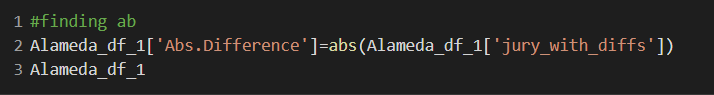 1 #finding ab
2 Alameda_df_1['Abs.Difference']=abs(Alameda_df_1['jury_with_diffs'])
3 Alameda_df_1